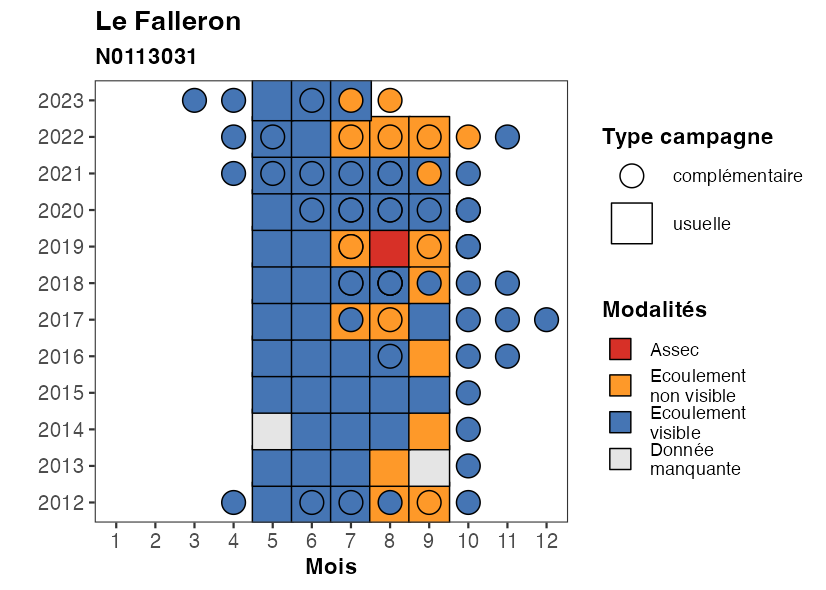 Le Falleron
N0113031
2023
2022
2021
2020
2019
2018
2017
2016
2015
2014
2013
2012
1 2 3 4 5 6 7 8 9 10 11 12
Mois
Type campagne
complémentaire
usuelle
Modalités
Assec
Ecoulement
non visible
Ecoulement
visible
Donnée
manquante